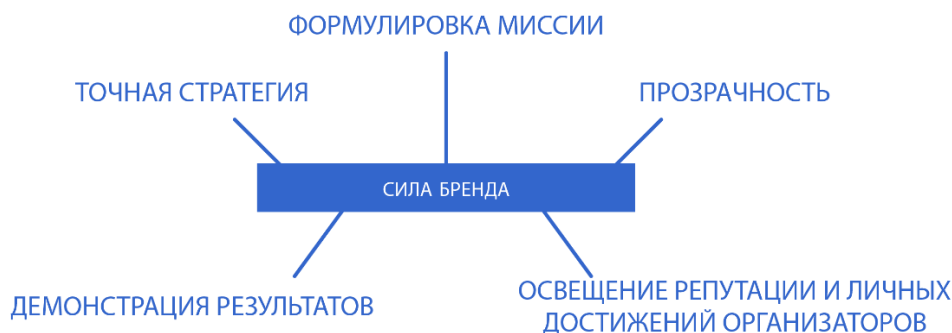 ФОРМУЛИРОВКА МИССИИ
ТОЧНАЯ СТРАТЕГИЯ
ПРОЗРАЧНОСТЬ
СИЛА БРЕНДА
ДЕМОНСТРАЦИЯ РЕЗУЛЬТАТОВ
ОСВЕЩЕНИЕ РЕПУТАЦИИ И ЛИЧНЫХ
ДОСТИЖЕНИЙ ОРГАНИЗАТОРОВ